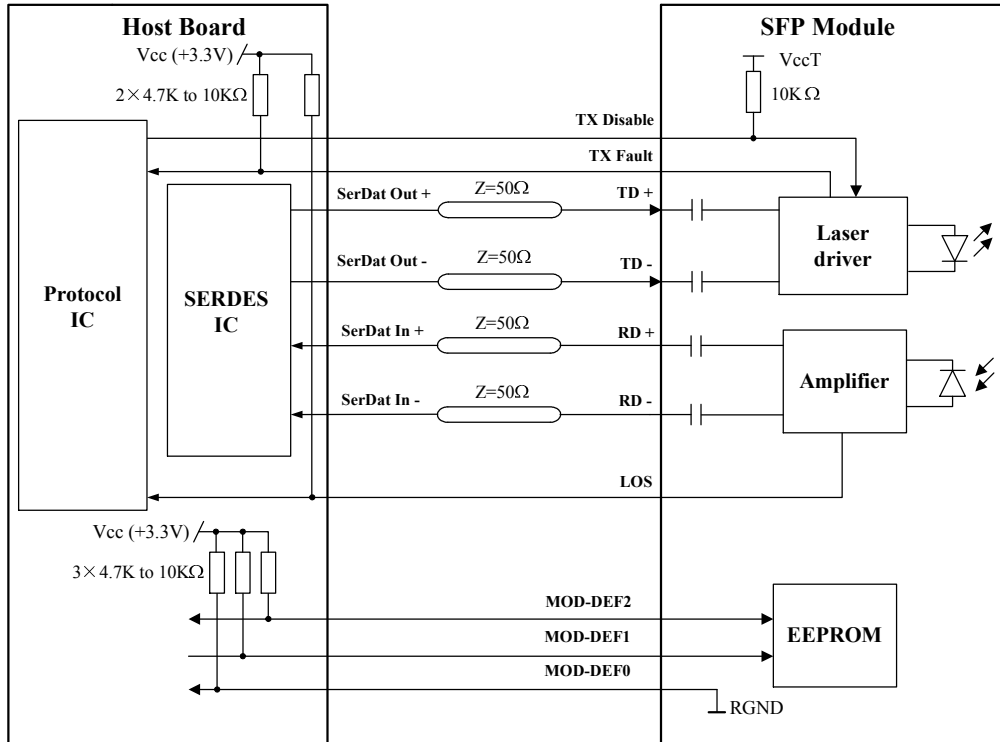 Host Board
SFP Module
Vcc (+3.3V)
VccT
2×4.7K to 10KΩ
10KΩ
TX Disable
TX Fault
SerDat Out +
Z=50Ω
TD +
Laser
driver
SerDat Out -
Z=50Ω
TD -
Protocol
IC
SERDES
IC
SerDat In +
Z=50Ω
RD +
Amplifier
SerDat In -
Z=50Ω
RD -
LOS
Vcc (+3.3V)
3×4.7K to 10KΩ
MOD-DEF2
EEPROM
MOD-DEF1
MOD-DEF0
RGND